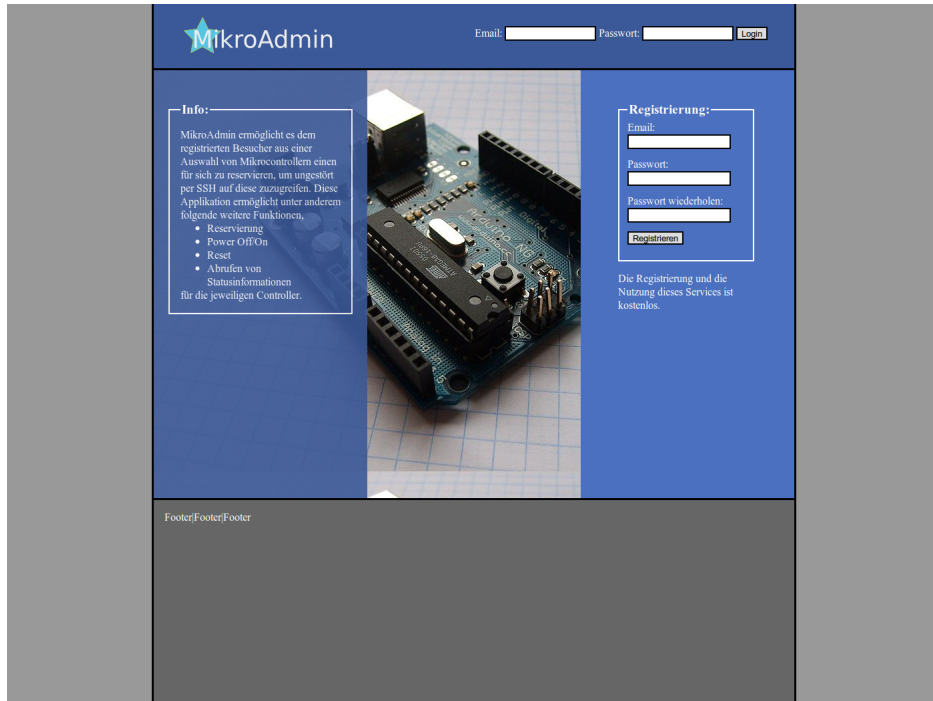 MikroAdmin
Email:
Passwort:
Login
Info:
MikroAdmin ermöglicht es dem
registrierten Besucher aus einer
Auswahl von Mikrocontrollern einen
für sich zu reservieren, um ungestört
per SSH auf diese zuzugreifen. Diese
Applikation ermöglicht unter anderem
folgende weitere Funktionen,
• Reservierung
• Power Off/On
• Reset
• Abrufen von
Statusinformationen
für die jeweiligen Controller.
Arduino NG
Registrierung:
Email:
Passwort:
Passwort wiederholen:
Registrieren
Die Registrierung und die
Nutzung dieses Services ist
kostenlos.
Footer|Footer|Footer